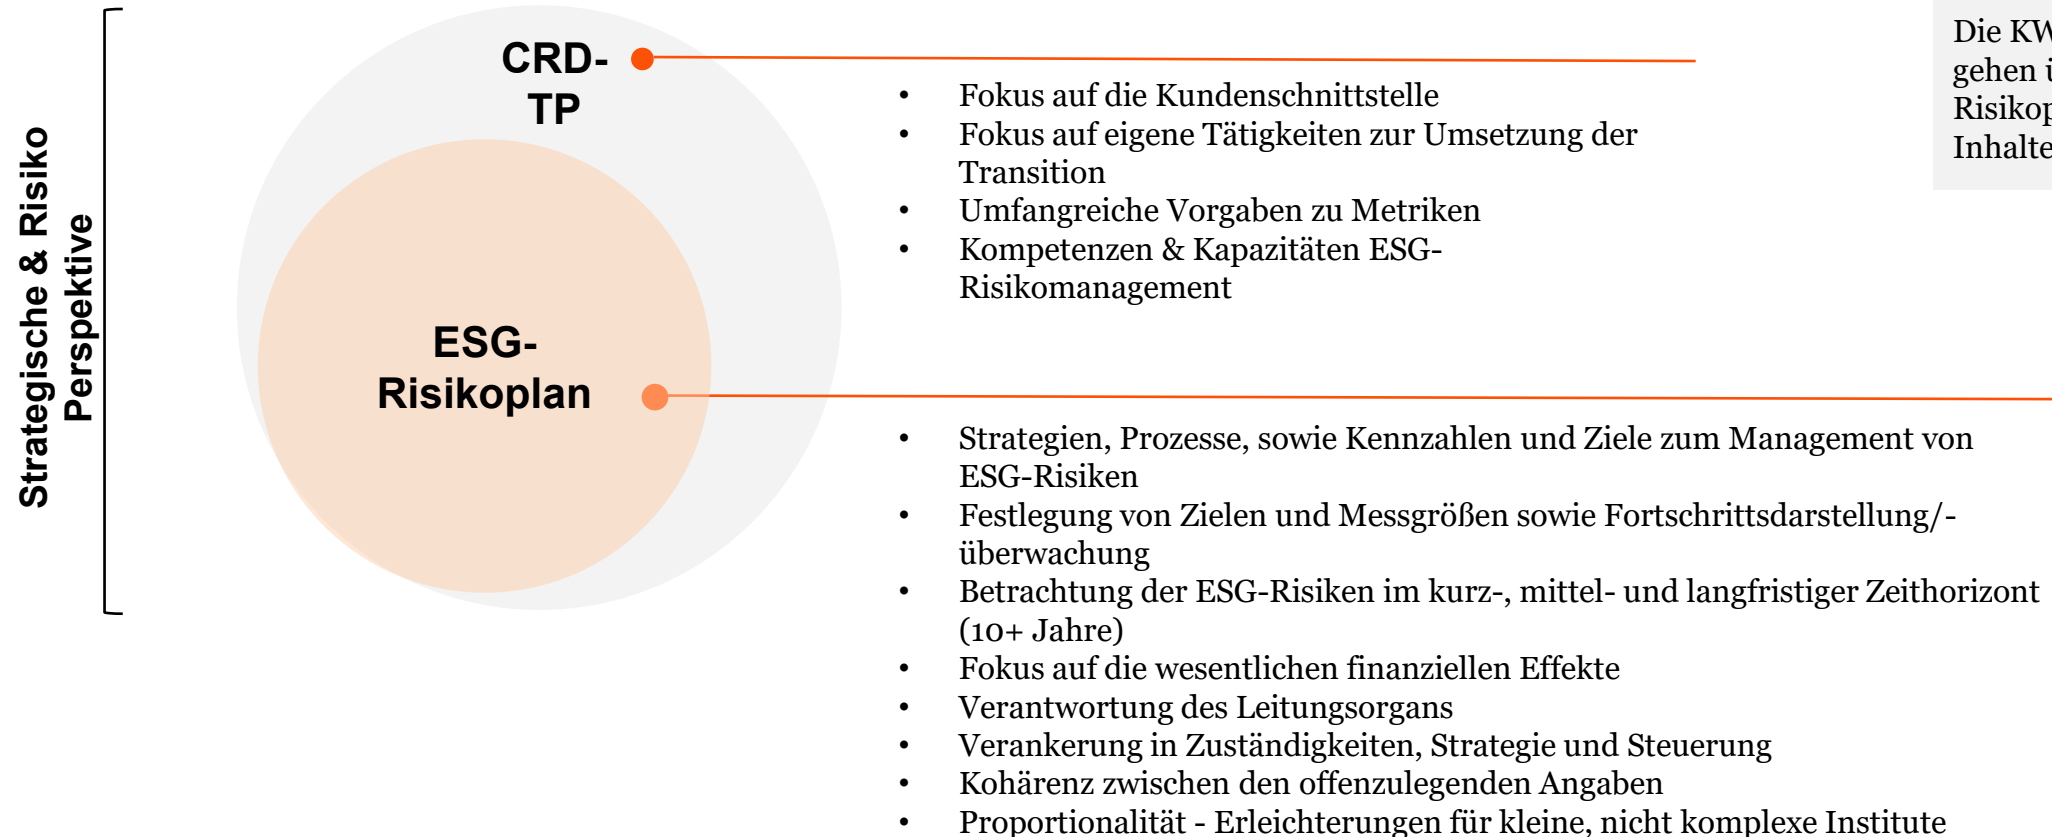 Strategische & Risiko
Perspektive
CRD-
TP
ESG-
Risikoplan
• Fokus auf die Kundenschnittstelle
• Fokus auf eigene Tätigkeiten zur Umsetzung der
Transition
• Umfangreiche Vorgaben zu Metriken
• Kompetenzen & Kapazitäten ESG-
Risikomanagement
Die
gehen
Inhalte
• Strategien, Prozesse, sowie Kennzahlen und Ziele zum Management von
ESG-Risiken
• Festlegung von Zielen und Messgrößen sowie Fortschrittsdarstellung/-
überwachung
• Betrachtung der ESG-Risiken im kurz-, mittel- und langfristiger Zeithorizont
(10+ Jahre)
• Fokus auf die wesentlichen finanziellen Effekte
• Verantwortung des Leitungsorgans
• Verankerung in Zuständigkeiten, Strategie und Steuerung
• Kohärenz zwischen den offenzulegenden Angaben
• Proportionalität - Erleichterungen für kleine, nicht komplexe Institute